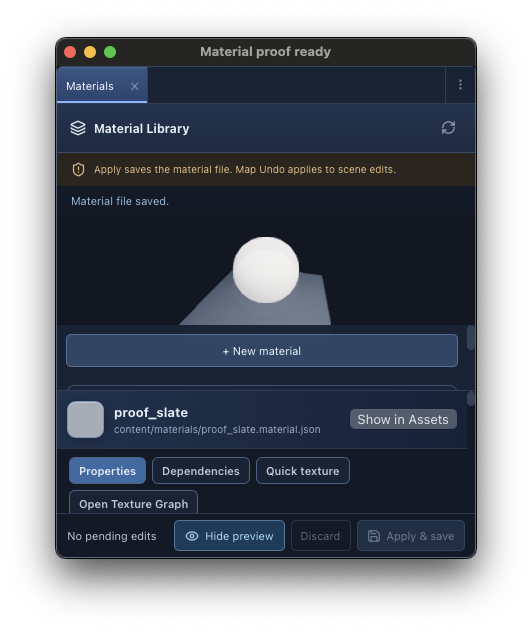 Material proof ready
Materials
Material Library
Apply saves the material file. Map Undo applies to scene edits.
Material file saved.
+ New material
proof_slate
content/materials/proof_slate.material.json
Show in Assets
Properties
Dependencies
Quick texture
Open Texture Graph
No pending edits
Hide preview
Discard
Apply & save